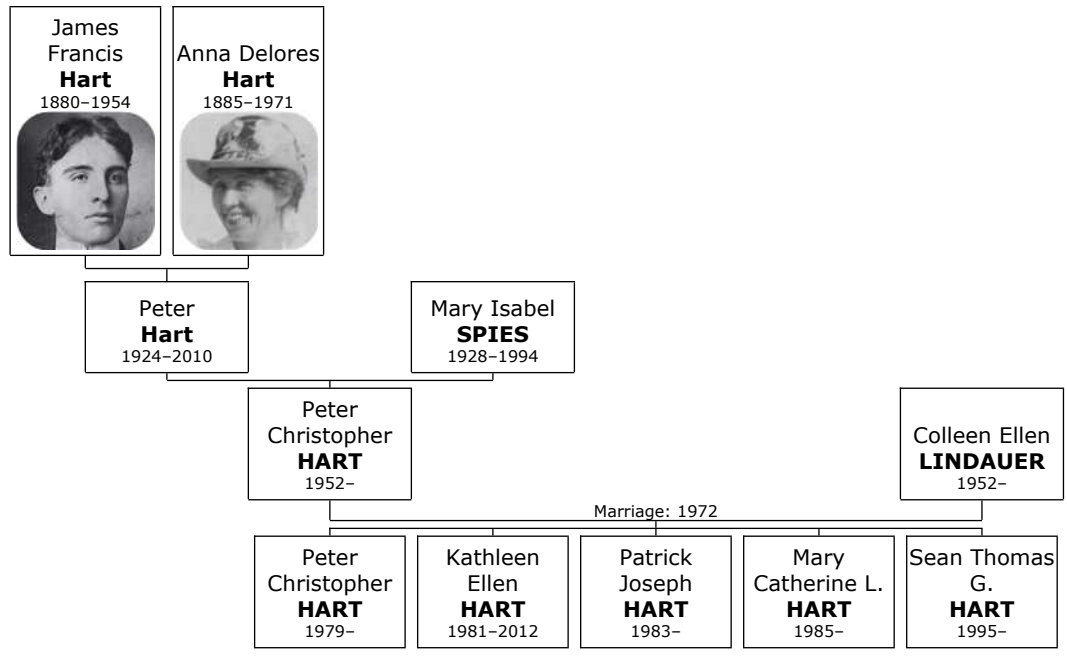 James
Francis
Hart
1880–1954
Anna Delores
Hart
1885–1971
Peter
Hart
1924–2010
Mary Isabel
SPIES
1928–1994
Peter
Christopher
HART
1952–
Colleen Ellen
LINDAUER
1952–
Marriage: 1972
Peter
Christopher
HART
1979–
Kathleen
Ellen
HART
1981–2012
Patrick
Joseph
HART
1983–
Mary
Catherine L.
HART
1985–
Sean Thomas
G.
HART
1995–